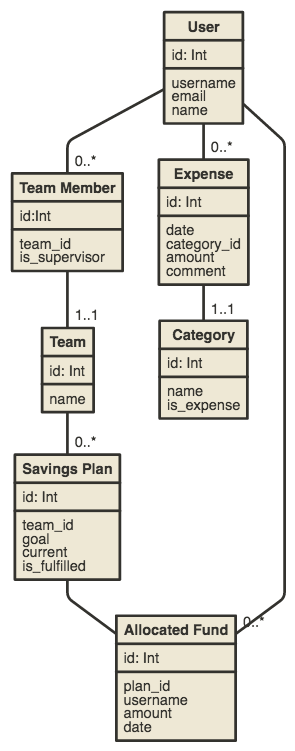 User
id: Int
username
email
name
0..*
0..*
Team Member
id:Int
team_id
is_supervisor
Expense
id: Int
date
category_id
amount
comment
1..1
1..1
Team
id: Int
name
Category
id: Int
name
is_expense
0..*
Savings Plan
id: Int
team_id
goal
current
is_fulfilled
0..*
Allocated Fund
id: Int
plan_id
username
amount
date